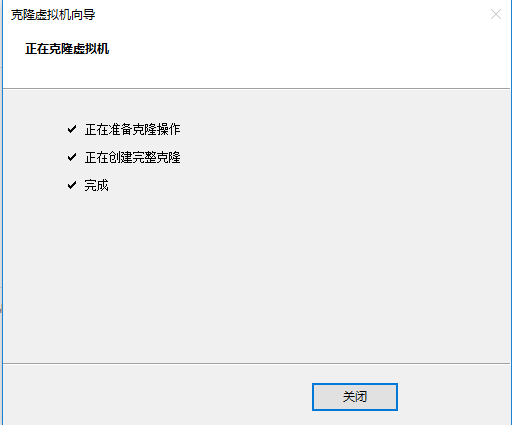 克隆虚拟机向导
正在克隆虚拟机
正在准备克隆操作
正在创建完整克隆
完成
关闭